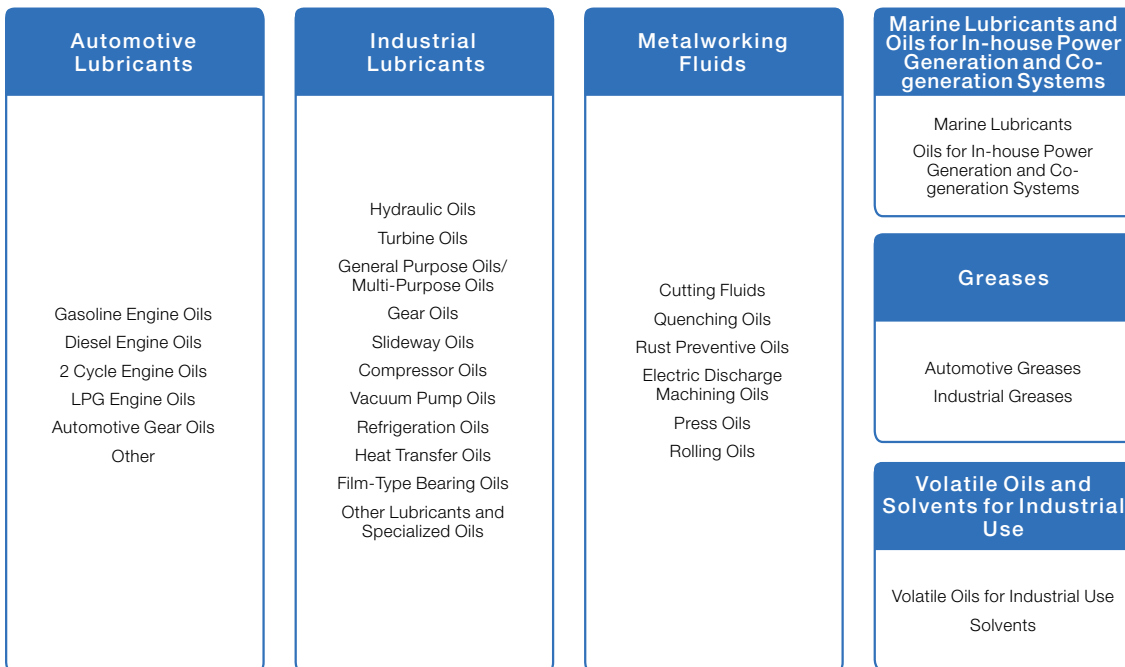 Automotive
Lubricants
Gasoline Engine Oils
Diesel Engine Oils
2 Cycle Engine Oils
LPG Engine Oils
Automotive Gear Oils
Other
Industrial
Lubricants
Hydraulic Oils
Turbine Oils
General Purpose Oils/
Multi-Purpose Oils
Gear Oils
Slideway Oils
Compressor Oils
Vacuum Pump Oils
Refrigeration Oils
Heat Transfer Oils
Film-Type Bearing Oils
Other Lubricants and
Specialized Oils
Metalworking
Fluids
Cutting Fluids
Quenching Oils
Rust Preventive Oils
Electric Discharge
Machining Oils
Press Oils
Rolling Oils
Marine Lubricants and
Oils for In-house Power
Generation and Co-
generation Systems
Marine Lubricants
Oils for In-house Power
Generation and Co-
generation Systems
Greases
Automotive Greases
Industrial Greases
Volatile Oils and
Solvents for Industrial
Use
Volatile Oils for Industrial Use
Solvents